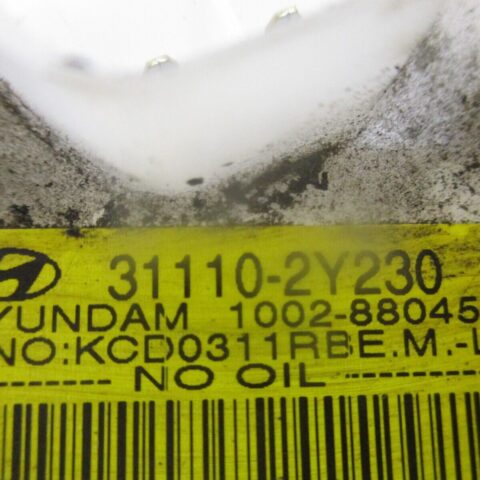 31110-2Y230
YUNDAM 1002-88045
NO:KCD0311RBE.M.-L
---------- NO OIL ----------